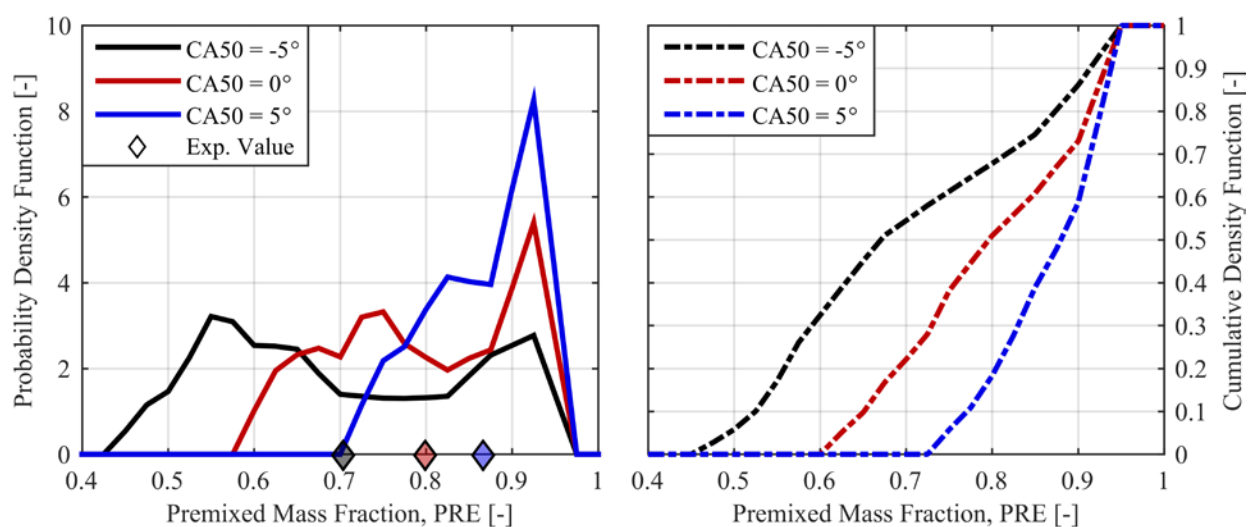 Probability Density Function [-]
10
8
6
4
2
0
CA50 = -5°
CA50 = 0°
CA50 = 5°
Exp. Value
0.4 0.5 0.6 0.7 0.8 0.9 1
Premixed Mass Fraction, PRE [-]
CA50 = -5°
CA50 = 0°
CA50 = 5°
1
0.9
0.8
0.7
0.6
0.5
0.4
0.3
0.2
0.1
0
Cumulative Density Function [-]
0.4 0.5 0.6 0.7 0.8 0.9 1
Premixed Mass Fraction, PRE [-]